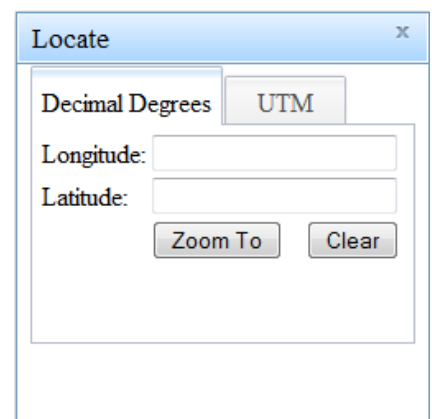 Locate x
Decimal Degrees UTM
Longitude:
Latitude:
Zoom To Clear